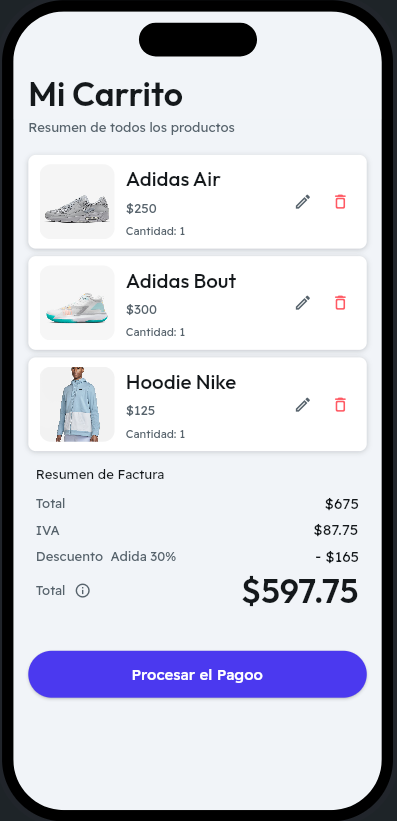 Mi Carrito
Resumen de todos los productos
Adidas Air
$250
Cantidad: 1
Adidas Bout
$300
Cantidad: 1
Hoodie Nike
$125
Cantidad: 1
Resumen de Factura
Total $675
IVA $87.75
Descuento Adida 30% - $165
Total $597.75
Procesar el Pagoo